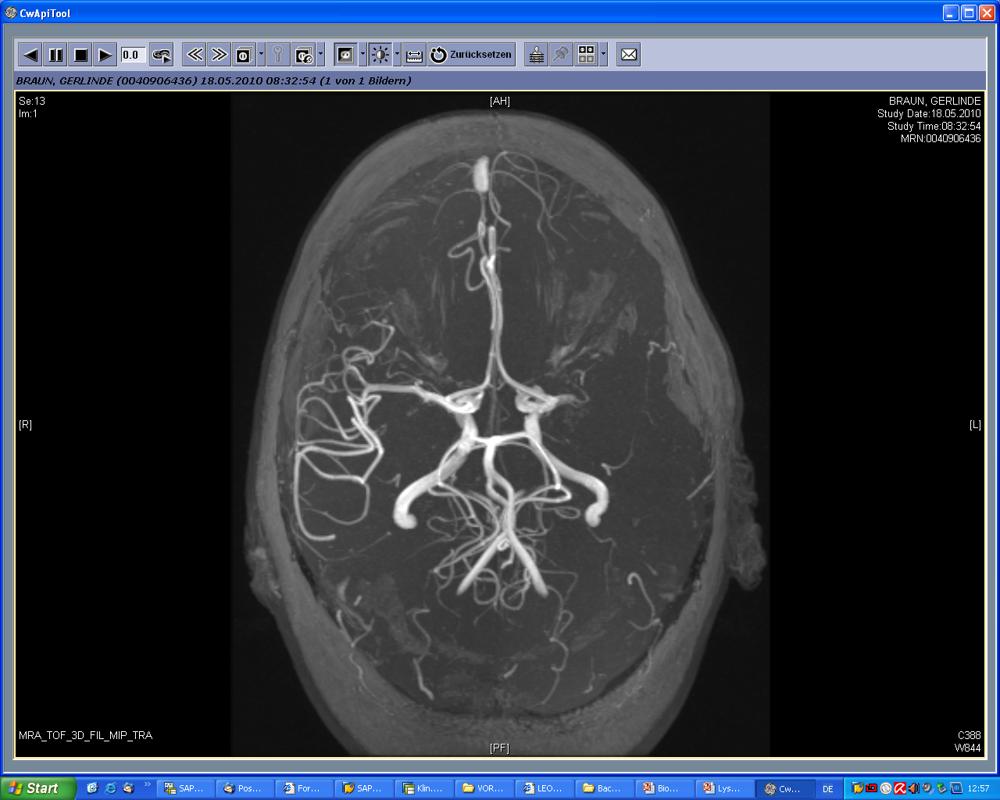 CwApiTool
0.0
Zurücksetzen
BRAUN, GERLINDE (0040906436) 18.05.2010 08:32:54 (1 von 1 Bildern)
Se:13
Im:1
[AH]
BRAUN, GERLINDE
Study Date:18.05.2010
Study Time:08:32:54
MRN:0040906436
[R]
[L]
MRA_TOF_3D_FIL_MIP_TRA
[PF]
C388
W844
Start
»
SAP...
Pos...
For...
SAP...
Klin...
VOR...
LEO...
Bac...
Bio...
Lys...
Cw...
DE
12:57